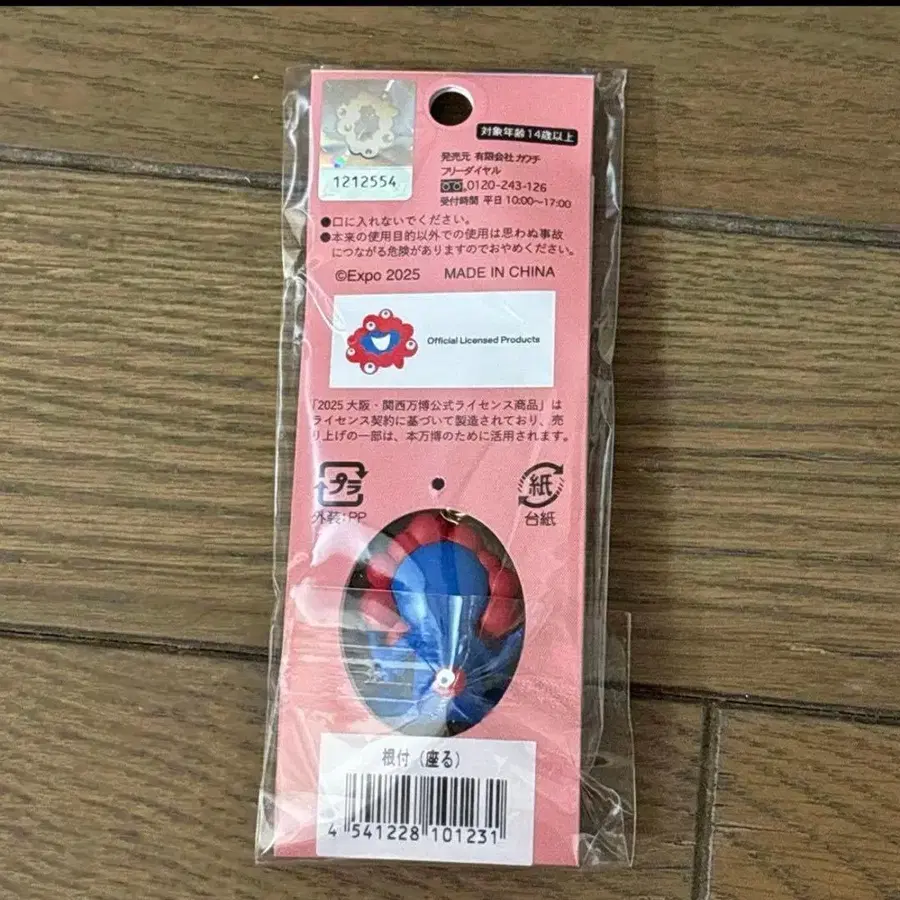 1212554
対象年齢14歳以上
発売元 有限会社 カワチ
フリーダイヤル
0120-243-126
受付時間 平日 10:00～17:00
●口に入れないでください。
●本来の使用目的以外での使用は思わぬ事故
につながる危険がありますのでおやめください。
©Expo 2025 MADE IN CHINA
Official Licensed Products
「2025 大阪・関西万博公式ライセンス商品」は
ライセンス契約に基づいて製造されており、売
り上げの一部は、本万博のために活用されます。
プラ
外装:PP
紙
台紙
根付（座る）
4 541228 101231